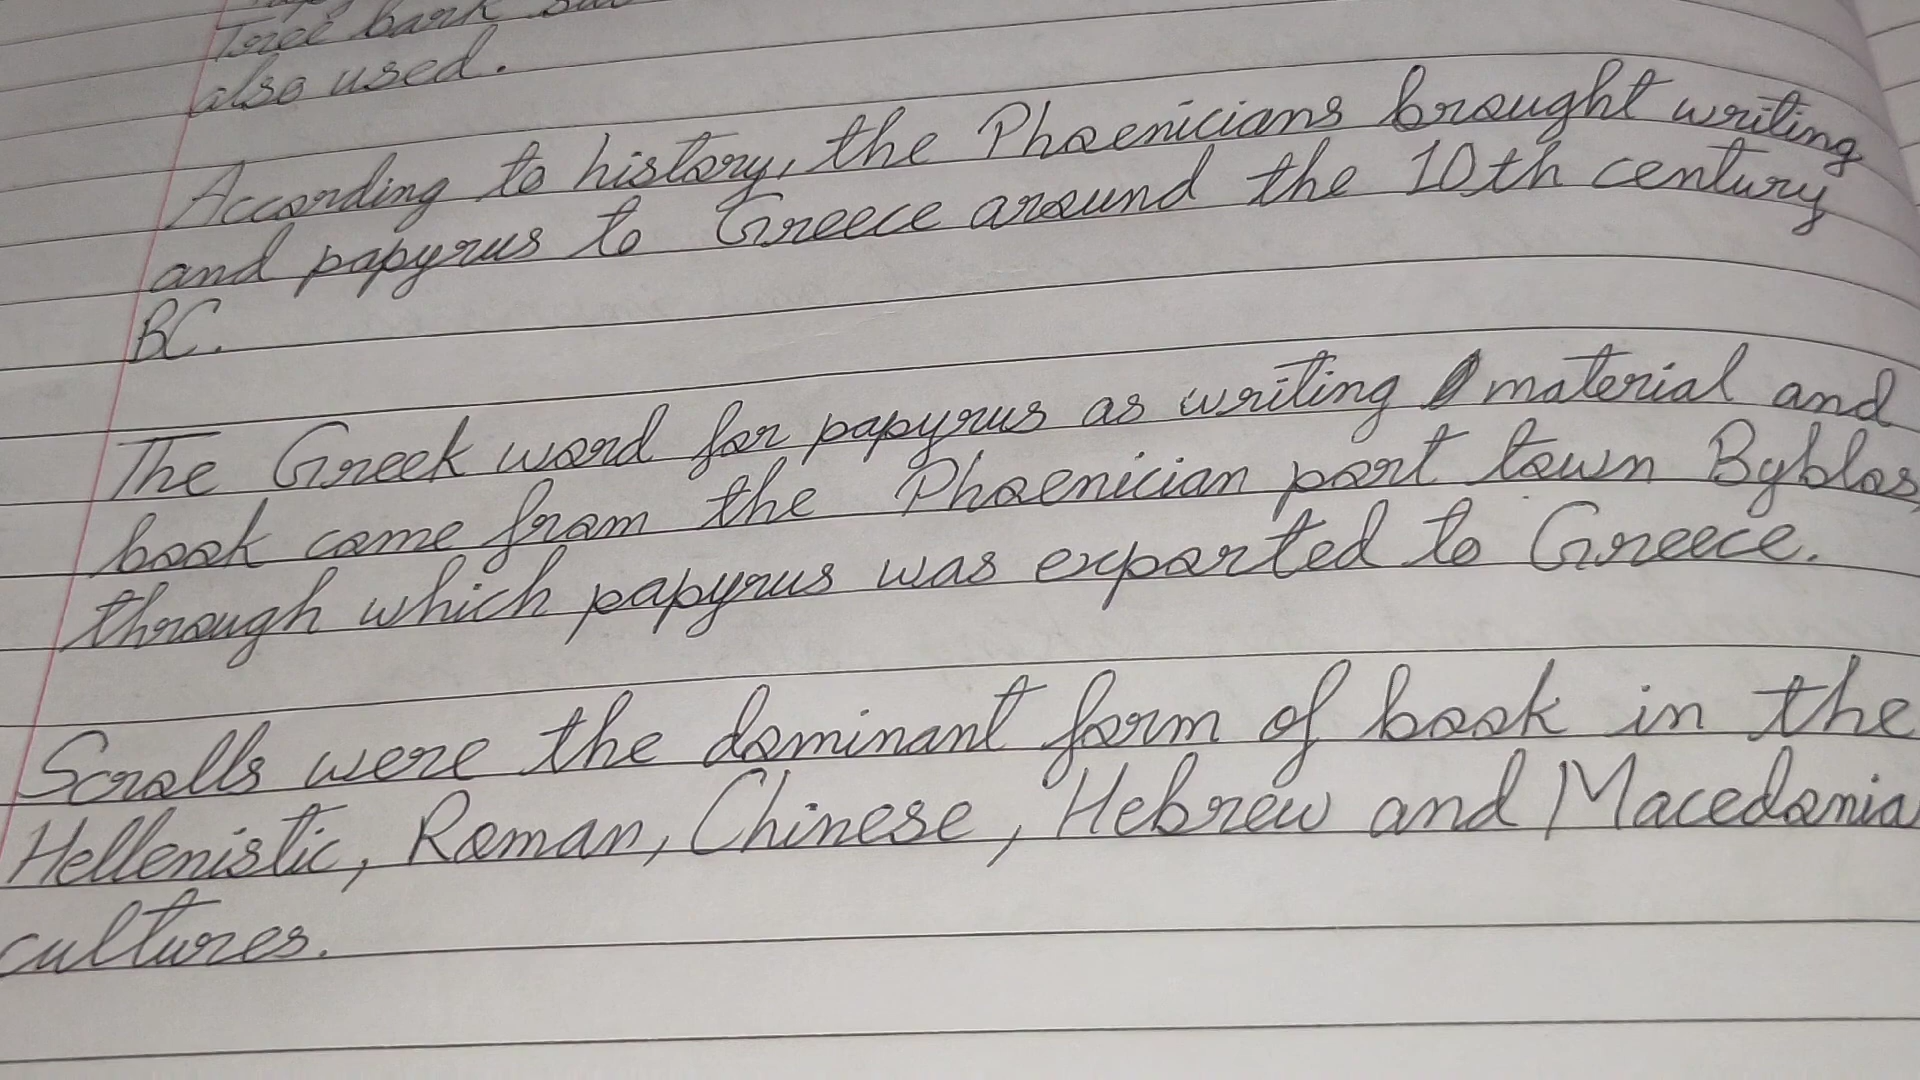 Tree bark
also used.
According to history, the Phoenicians brought writing
and papyrus to Greece around the 10th century
BC.
The Greek word for papyrus as writing material and
book come from the Phoenician port town Byblos,
through which papyrus was exported to Greece.
Scrolls were the dominant form of book in the
Hellenistic, Roman, Chinese, Hebrew and Macedonia
cultures.